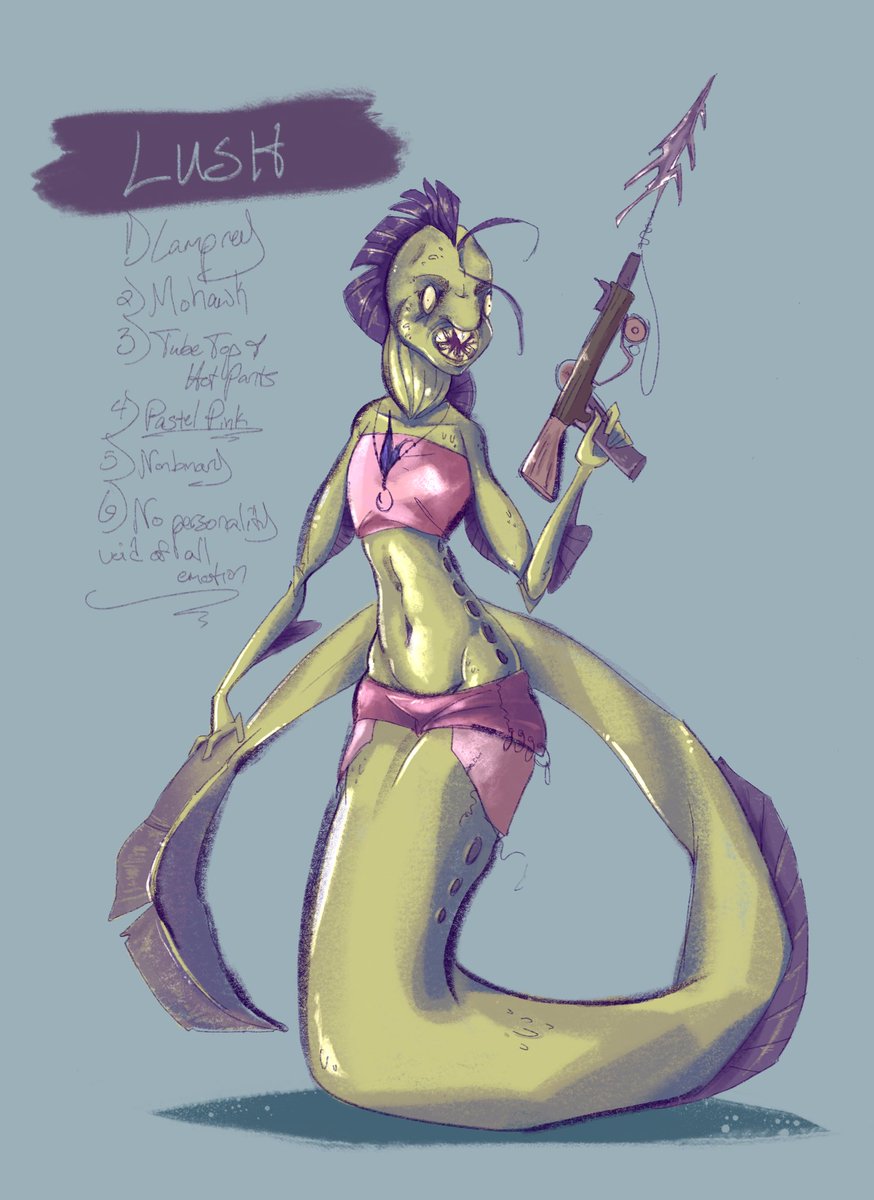 LUSH
1) Lamprey
2) Mohawk
3) Tube Top &
Hot Pants
4) Pastel Pink
5) Nonbinary
6) No personality
void of all
emotion